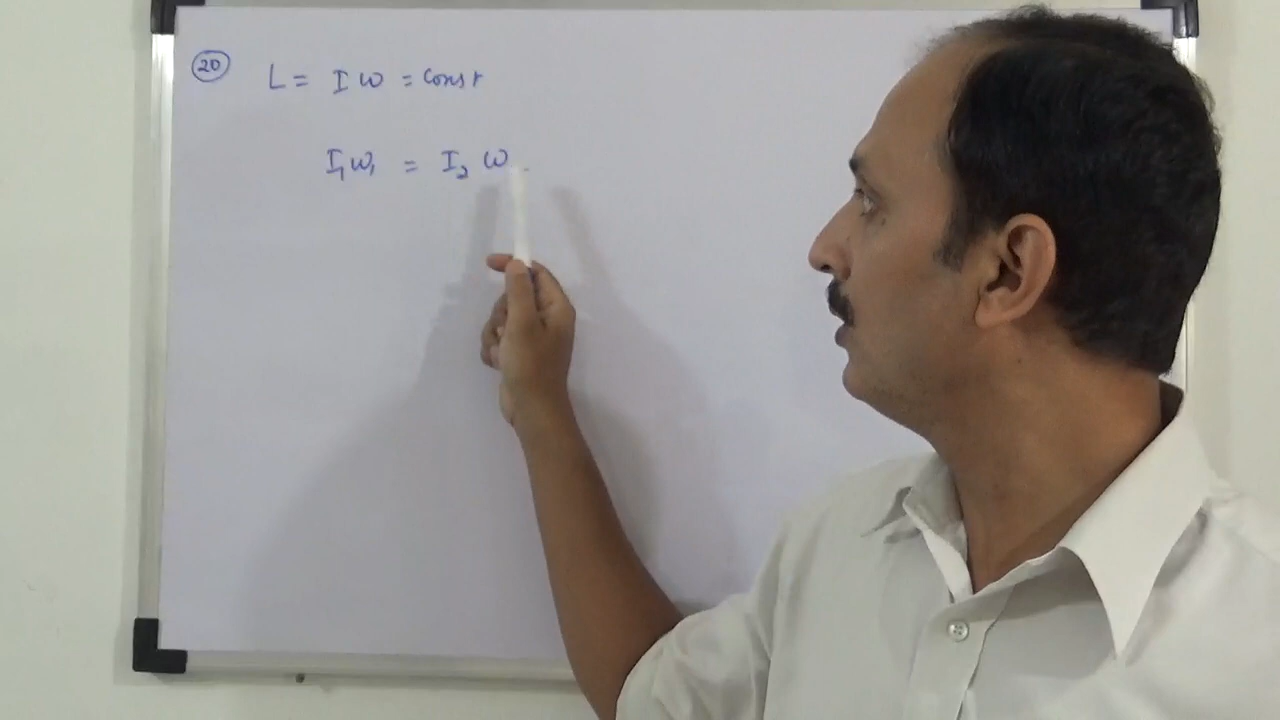 20 L = I ω = const
I₁ω₁ = I₂ ω